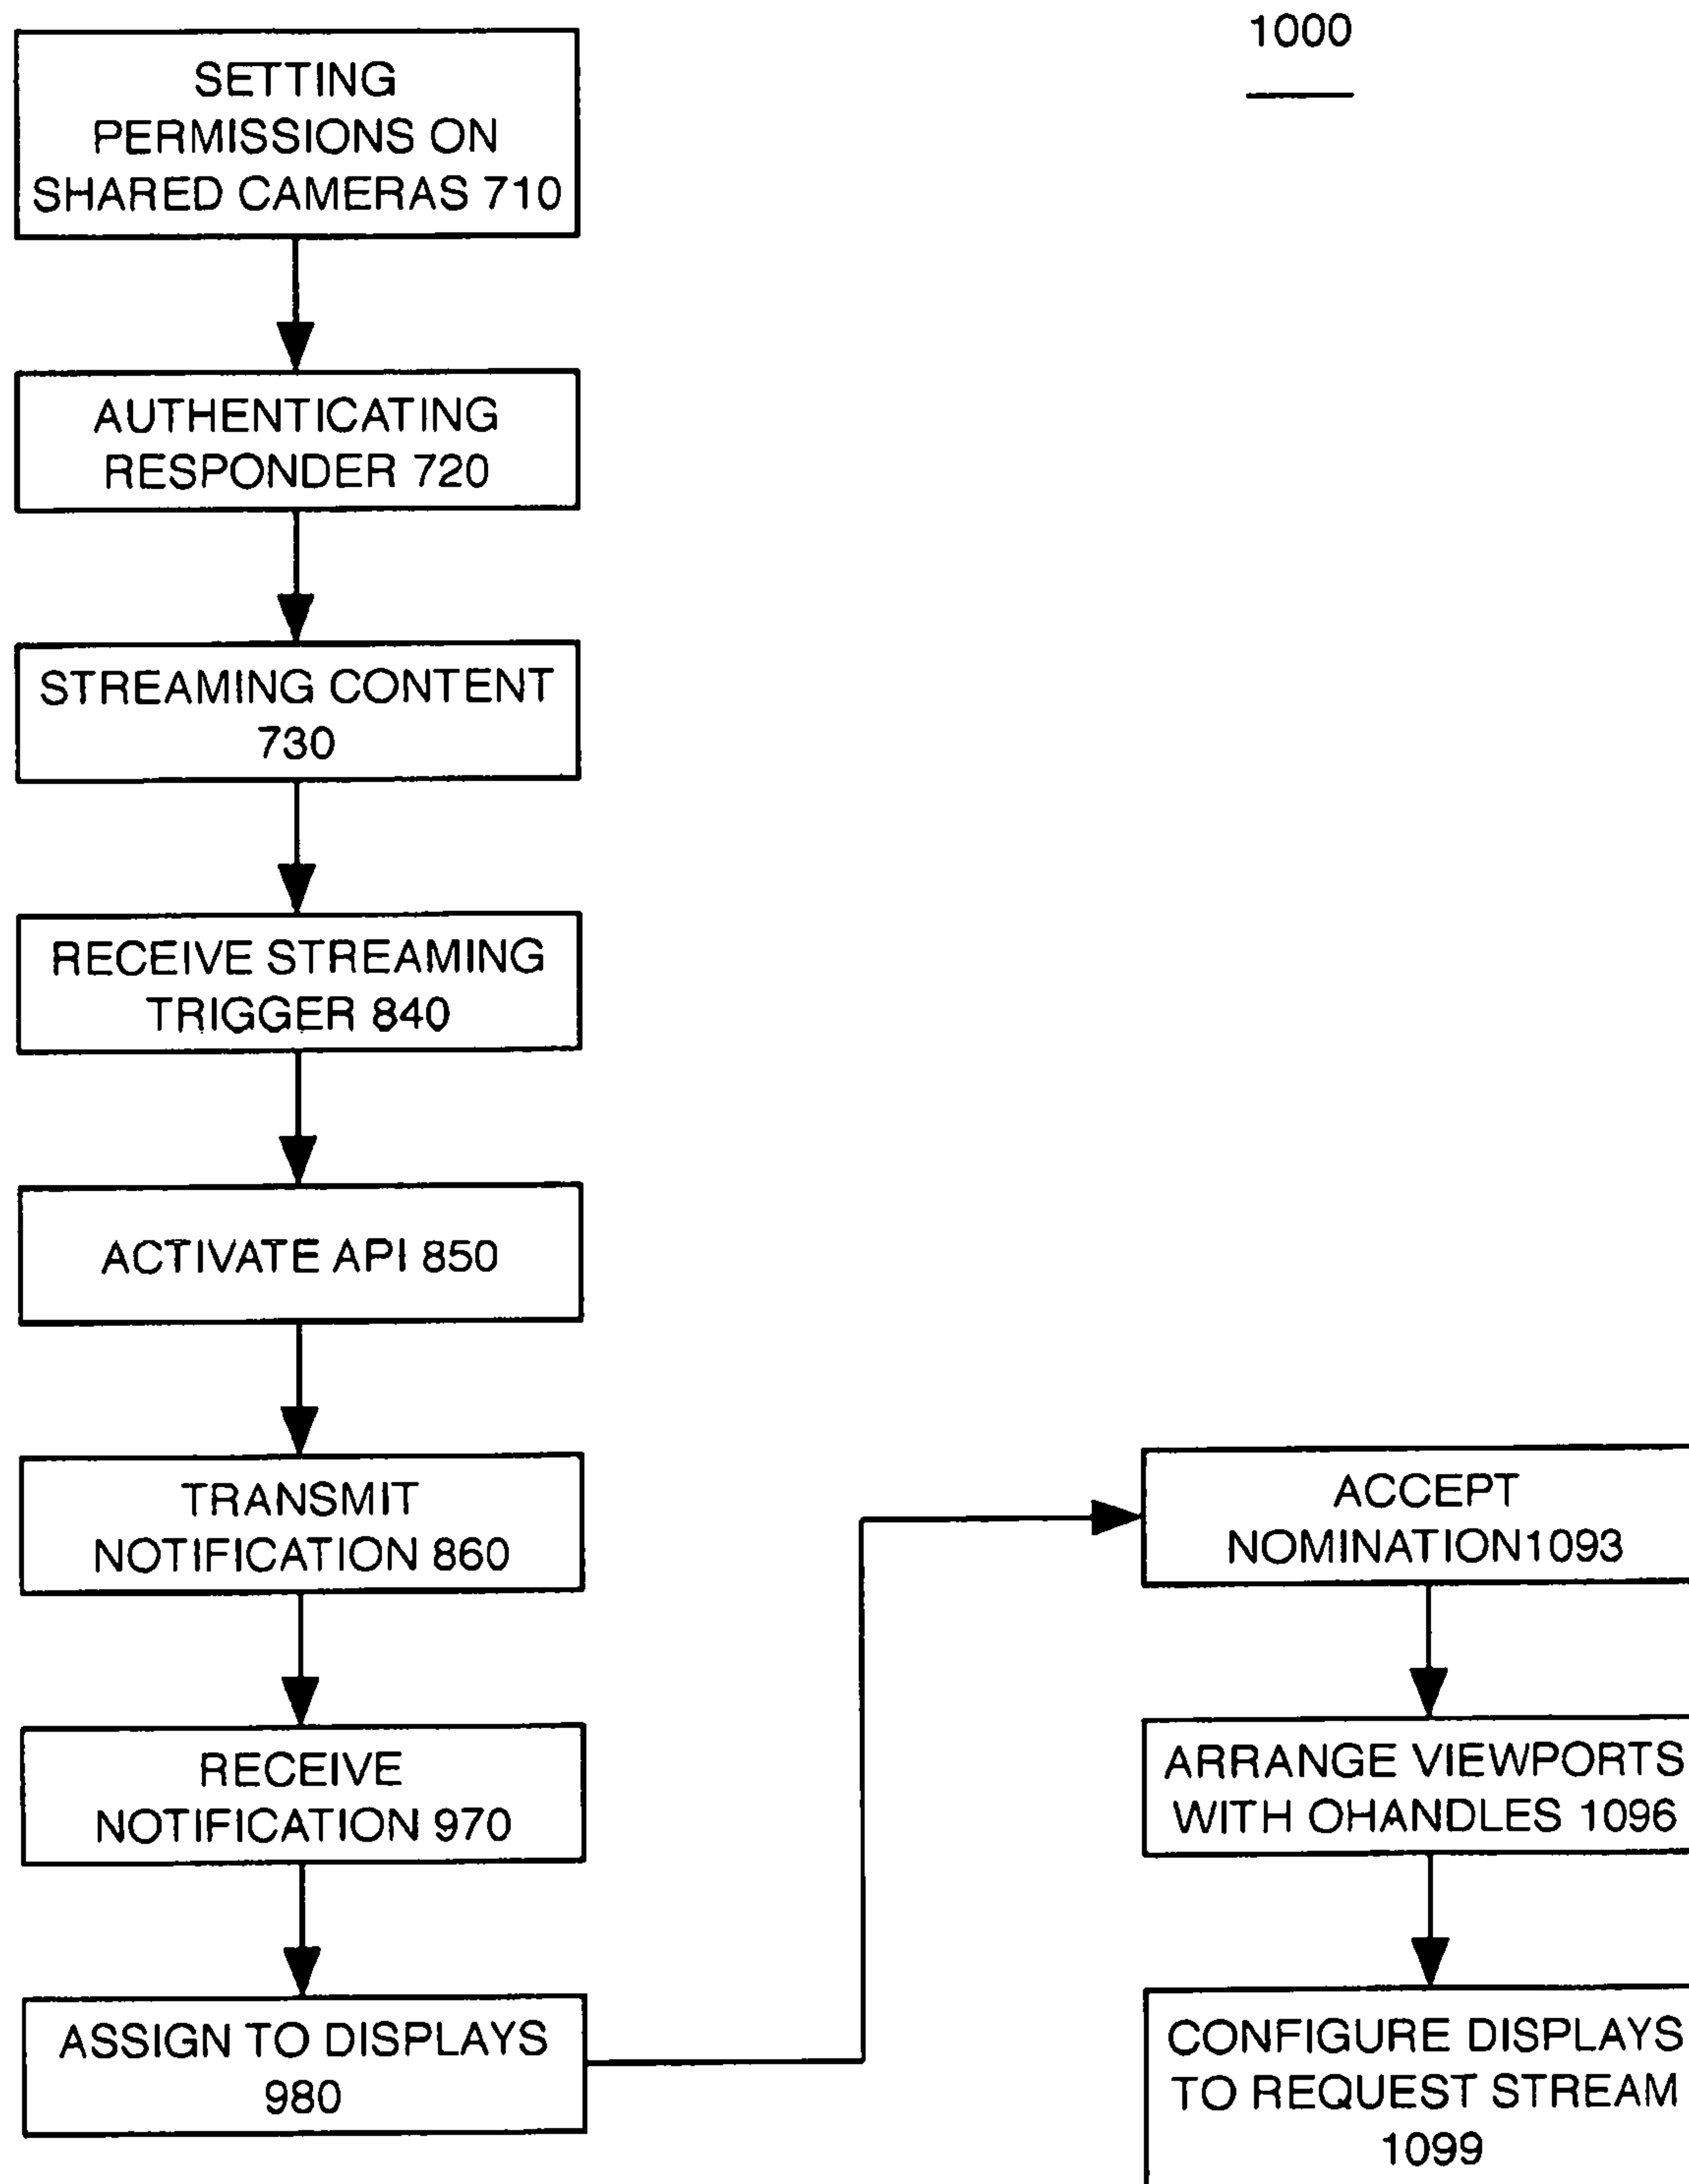 1000
SETTING
PERMISSIONS ON
SHARED CAMERAS 710
AUTHENTICATING
RESPONDER 720
STREAMING CONTENT
730
RECEIVE STREAMING
TRIGGER 840
ACTIVATE API 850
TRANSMIT
NOTIFICATION 860
RECEIVE
NOTIFICATION 970
ASSIGN TO DISPLAYS
980
ACCEPT
NOMINATION1093
ARRANGE VIEWPORTS
WITH OHANDLES 1096
CONFIGURE DISPLAYS
TO REQUEST STREAM
1099